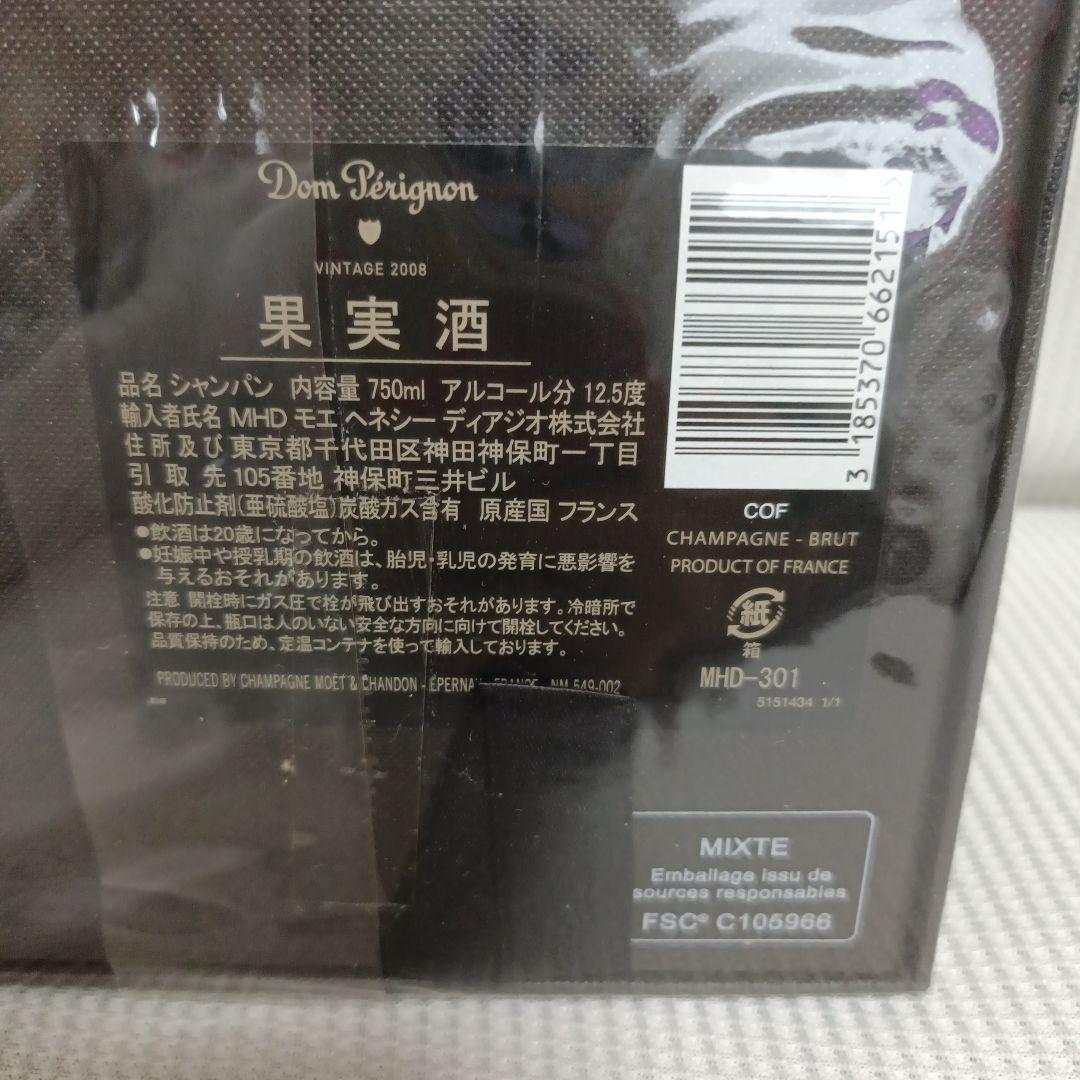 Dom Pérignon
VINTAGE 2008
果実酒
品名 シャンパン 内容量 750ml アルコール分 12.5度
輸入者氏名 MHD モエ ヘネシー ディアジオ株式会社
住所及び 東京都千代田区神田神保町一丁目
引取先 105番地 神保町三井ビル
酸化防止剤(亜硫酸塩)炭酸ガス含有 原産国 フランス
●飲酒は20歳になってから。
●妊娠中や授乳期の飲酒は、胎児・乳児の発育に悪影響を
与えるおそれがあります。
注意 開栓時にガス圧で栓が飛び出すおそれがあります。冷暗所で
保存の上、瓶口は人のいない安全な方向に向けて開栓してください。
品質保持のため、定温コンテナを使って輸入しております。
PRODUCED BY CHAMPAGNE MOËT & CHANDON - ÉPERNAY - FRANCE - NM 549-002
3 185370 662151 >
COF
CHAMPAGNE - BRUT
PRODUCT OF FRANCE
紙
箱
MHD-301
5151434 1/1
MIXTE
Emballage issu de
sources responsables
FSC® C105966